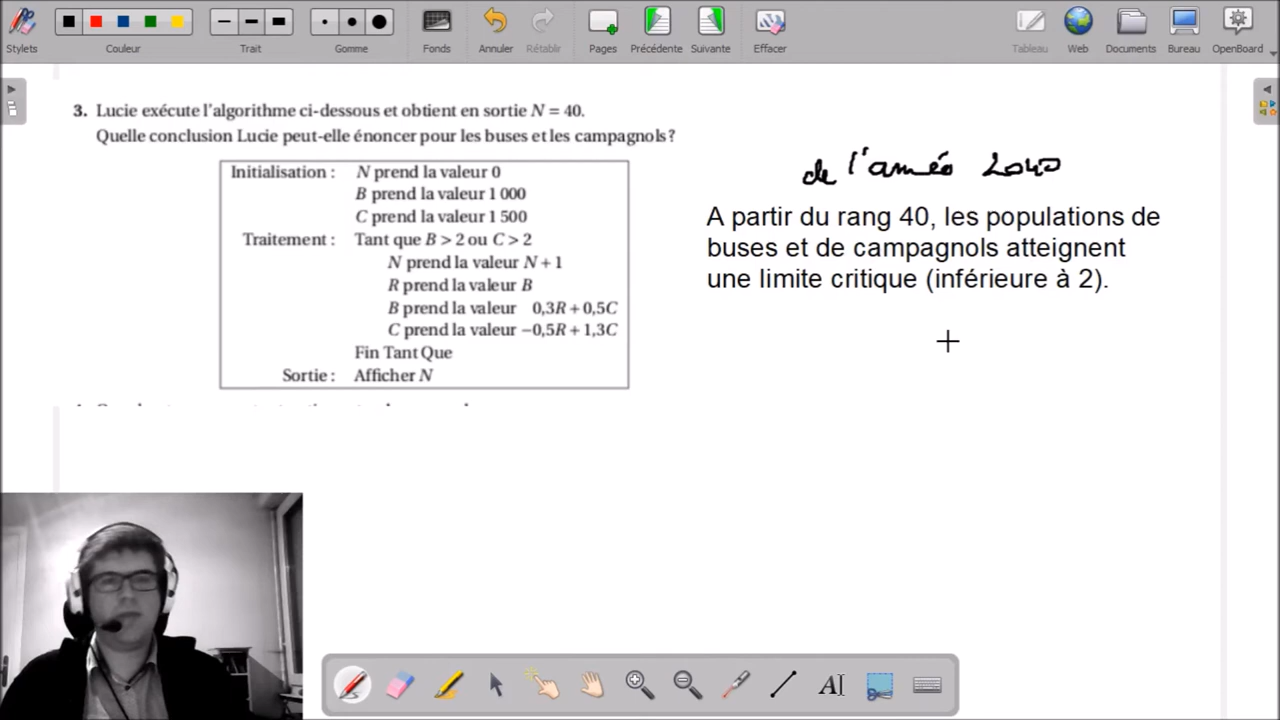 Stylets
Couleur
Trait
Gomme
Fonds
Annuler
Rétablir
Pages
Précédente
Suivante
Effacer
Tableau
Web
Documents
Bureau
OpenBoard
3. Lucie exécute l'algorithme ci-dessous et obtient en sortie N = 40.
Quelle conclusion Lucie peut-elle énoncer pour les buses et les campagnols ?
Initialisation : N prend la valeur 0
B prend la valeur 1 000
C prend la valeur 1 500
Traitement : Tant que B > 2 ou C > 2
N prend la valeur N + 1
R prend la valeur B
B prend la valeur 0,3R + 0,5C
C prend la valeur −0,5R + 1,3C
Fin Tant Que
Sortie : Afficher N
de l'année 2040
A partir du rang 40, les populations de
buses et de campagnols atteignent
une limite critique (inférieure à 2).
AI